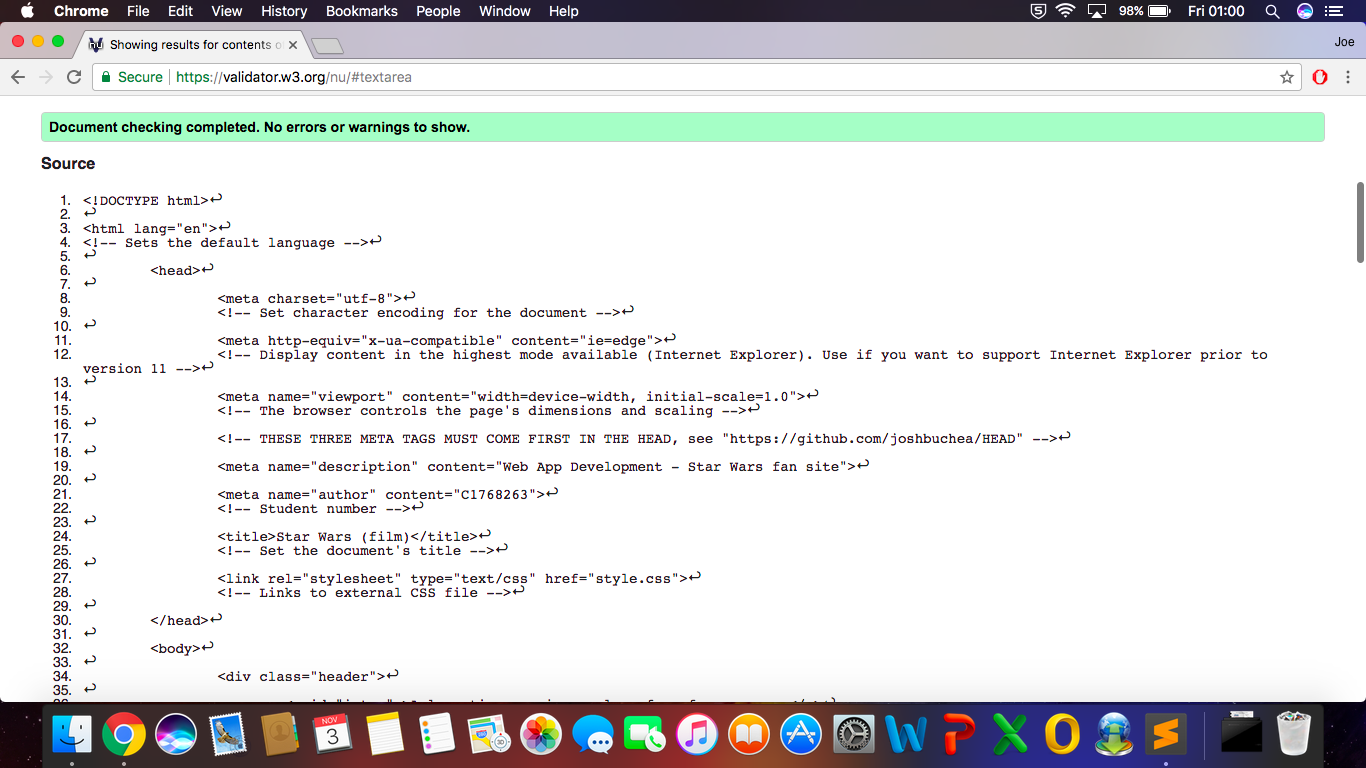 Chrome File Edit View History Bookmarks People Window Help 98% Fri 01:00
Showing results for contents o
Joe
Secure https://validator.w3.org/nu/#textarea
Document checking completed. No errors or warnings to show.
Source
1. <!DOCTYPE html>↩
2. ↩
3. <html lang="en">↩
4. <!-- Sets the default language -->↩
5. ↩
6. <head>↩
7. ↩
8. <meta charset="utf-8">↩
9. <!-- Set character encoding for the document -->↩
10. ↩
11. <meta http-equiv="x-ua-compatible" content="ie=edge">↩
12. <!-- Display content in the highest mode available (Internet Explorer). Use if you want to support Internet Explorer prior to
version 11 -->↩
13. ↩
14. <meta name="viewport" content="width=device-width, initial-scale=1.0">↩
15. <!-- The browser controls the page's dimensions and scaling -->↩
16. ↩
17. <!-- THESE THREE META TAGS MUST COME FIRST IN THE HEAD, see "https://github.com/joshbuchea/HEAD" -->↩
18. ↩
19. <meta name="description" content="Web App Development - Star Wars fan site">↩
20. ↩
21. <meta name="author" content="C1768263">↩
22. <!-- Student number -->↩
23. ↩
24. <title>Star Wars (film)</title>↩
25. <!-- Set the document's title -->↩
26. ↩
27. <link rel="stylesheet" type="text/css" href="style.css">↩
28. <!-- Links to external CSS file -->↩
29. ↩
30. </head>↩
31. ↩
32. <body>↩
33. ↩
34. <div class="header">↩
35. ↩
NOV
3